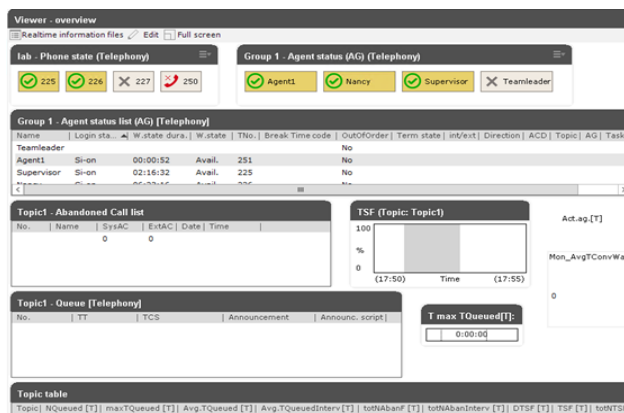 Viewer - overview
Realtime information files Edit Full screen
lab - Phone state (Telephony)
225 226 227 250
Group 1 - Agent status (AG) (Telephony)
Agent1 Nancy Supervisor Teamleader
Group 1 - Agent status list (AG) [Telephony]
Name | Login sta... | W.state dura. | W.state | TNo. | Break Time code | OutOfOrder | Term state | int/ext | Direction | ACD | Topic | AG | Task
Teamleader No
Agent1 Si-on 00:00:52 Avail. 251 No
Supervisor Si-on 02:16:32 Avail. 225 No
Topic1 - Abandoned Call list
No. | Name | SysAC | ExtAC | Date | Time |
0 0
TSF (Topic: Topic1)
100
%
0
(17:50) Time (17:55)
Act.ag.[T]
Mon_AvgTConvWa
0
Topic1 - Queue [Telephony]
No. | TT | TCS | Announcement | Announc. script |
T max TQueued[T]:
0:00:00
Topic table
Topic | NQueued [T] | maxTQueued [T] | Avg.TQueued [T] | Avg.TQueuedInterv [T] | totNAbanF [T] | totNAbanInterv [T] | DTSF [T] | TSF [T] | totNTSF